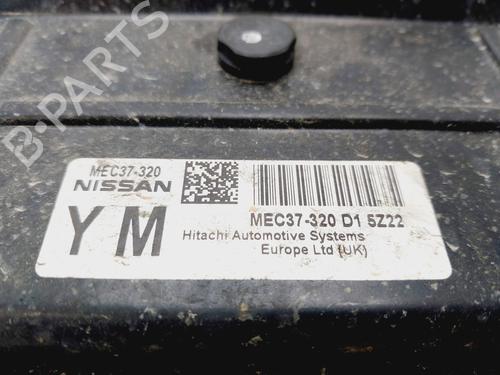 B-PARTS
MEC37-320
NISSAN
YM
MEC37-320 D1 5Z22
Hitachi Automotive Systems
Europe Ltd (UK)